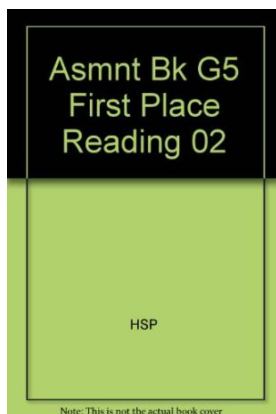 Asmnt Bk G5
First Place
Reading 02
HSP
Note: This is not the actual book cover